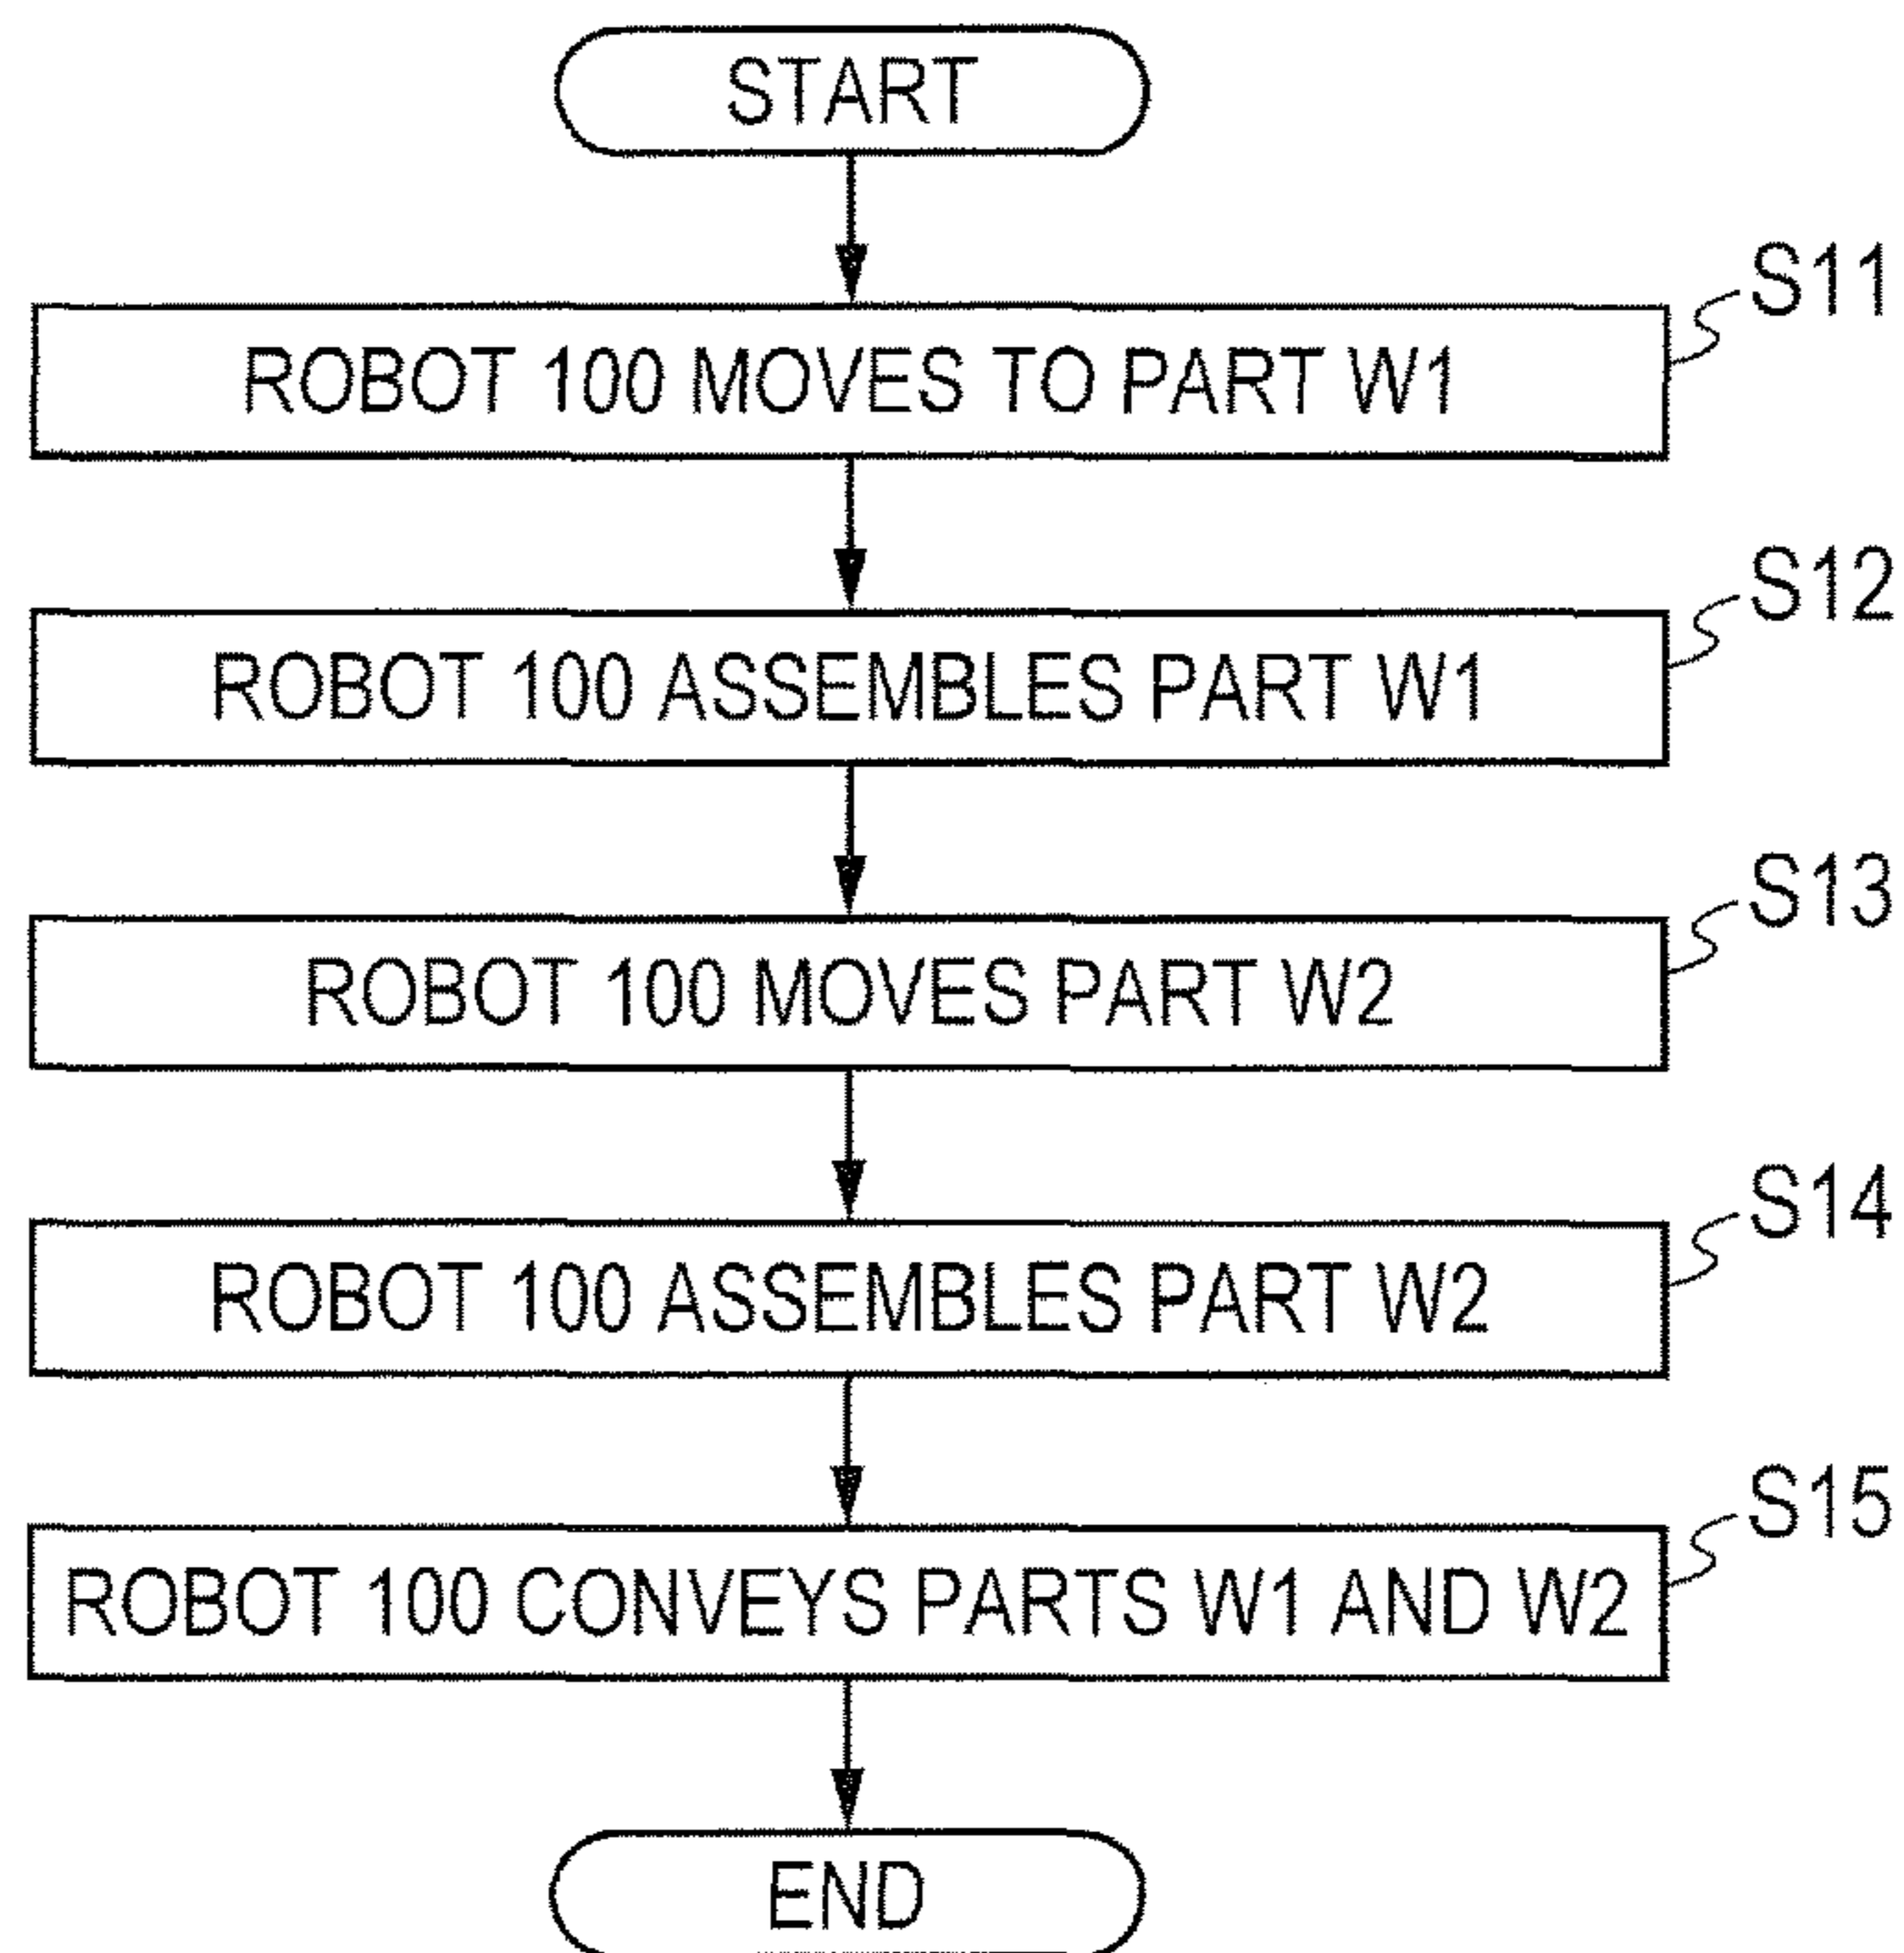 START
S11
ROBOT 100 MOVES TO PART W1
S12
ROBOT 100 ASSEMBLES PART W1
S13
ROBOT 100 MOVES PART W2
S14
ROBOT 100 ASSEMBLES PART W2
S15
ROBOT 100 CONVEYS PARTS W1 AND W2
END